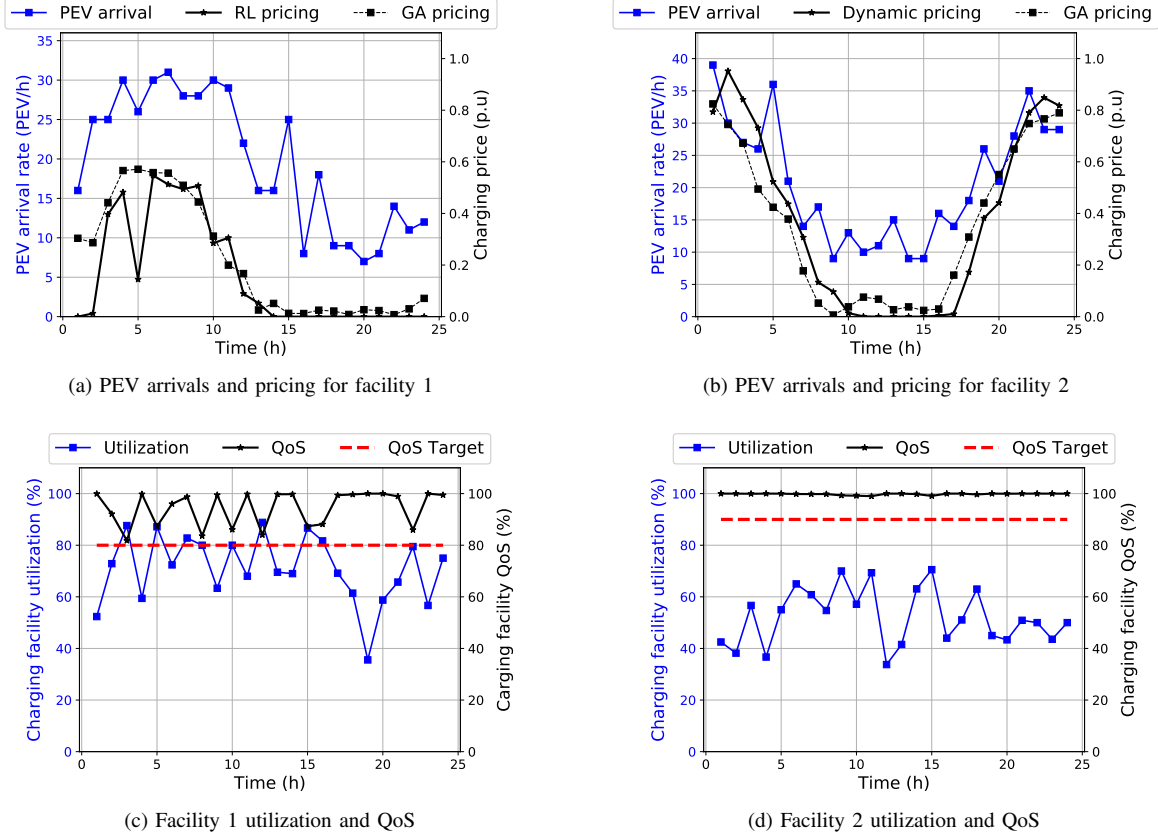 PEV arrival RL pricing GA pricing
35
30
25
20
15
10
5
0
PEV arrival rate (PEV/h)
1.0
0.8
0.6
0.4
0.2
0.0
Charging price (p.u)
0 5 10 15 20 25
Time (h)
(a) PEV arrivals and pricing for facility 1
PEV arrival Dynamic pricing GA pricing
40
35
30
25
20
15
10
5
0
PEV arrival rate (PEV/h)
1.0
0.8
0.6
0.4
0.2
0.0
Charging price (p.u)
0 5 10 15 20 25
Time (h)
(b) PEV arrivals and pricing for facility 2
Utilization QoS QoS Target
100
80
60
40
20
0
Charging facility utilization (%)
100
80
60
40
20
0
Carging facility QoS (%)
0 5 10 15 20 25
Time (h)
(c) Facility 1 utilization and QoS
Utilization QoS QoS Target
100
80
60
40
20
0
Charging facility utilization (%)
100
80
60
40
20
0
Charging facility QoS (%)
0 5 10 15 20 25
Time (h)
(d) Facility 2 utilization and QoS